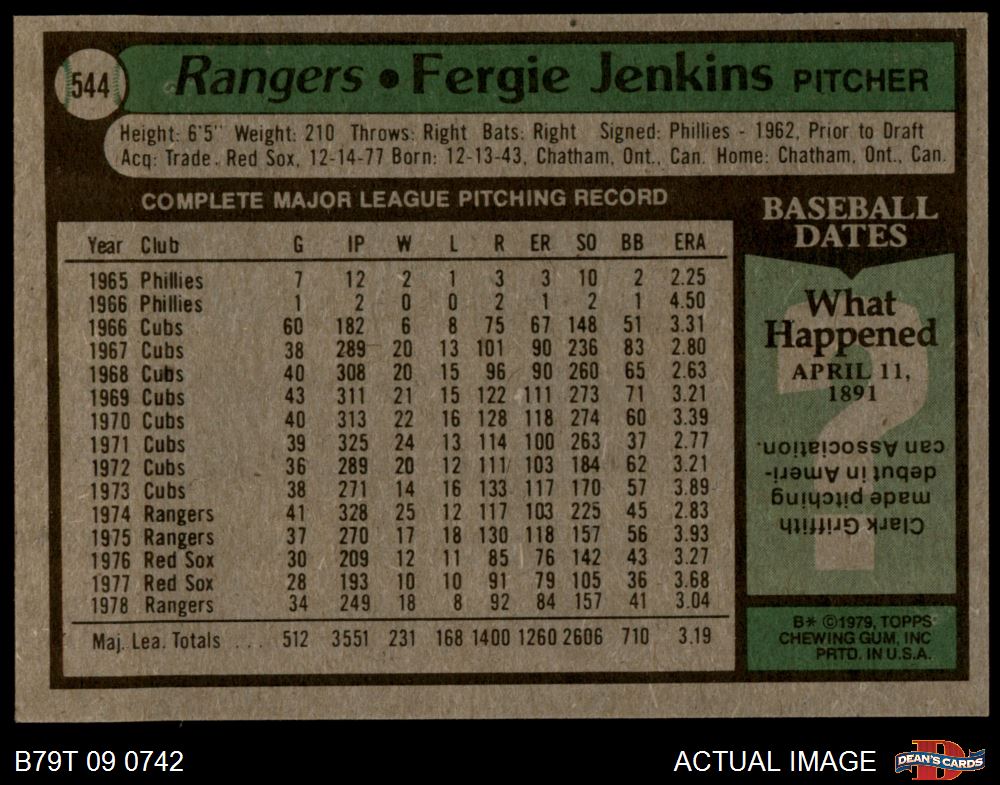 544
Rangers • Fergie Jenkins PITCHER
Height: 6'5" Weight: 210 Throws: Right Bats: Right Signed: Phillies - 1962, Prior to Draft
Acq: Trade. Red Sox, 12-14-77 Born: 12-13-43, Chatham, Ont., Can. Home: Chatham, Ont., Can.
COMPLETE MAJOR LEAGUE PITCHING RECORD
Year Club G IP W L R ER SO BB ERA
1965 Phillies 7 12 2 1 3 3 10 2 2.25
1966 Phillies 1 2 0 0 2 1 2 1 4.50
1966 Cubs 60 182 6 8 75 67 148 51 3.31
1967 Cubs 38 289 20 13 101 90 236 83 2.80
1968 Cubs 40 308 20 15 96 90 260 65 2.63
1969 Cubs 43 311 21 15 122 111 273 71 3.21
1970 Cubs 40 313 22 16 128 118 274 60 3.39
1971 Cubs 39 325 24 13 114 100 263 37 2.77
1972 Cubs 36 289 20 12 111 103 184 62 3.21
1973 Cubs 38 271 14 16 133 117 170 57 3.89
1974 Rangers 41 328 25 12 117 103 225 45 2.83
1975 Rangers 37 270 17 18 130 118 157 56 3.93
1976 Red Sox 30 209 12 11 85 76 142 43 3.27
1977 Red Sox 28 193 10 10 91 79 105 36 3.68
1978 Rangers 34 249 18 8 92 84 157 41 3.04
Maj. Lea. Totals . . . 512 3551 231 168 1400 1260 2606 710 3.19
BASEBALL
DATES
?
What
Happened
APRIL 11,
1891
Clark Griffith
made pitching
debut in Ameri-
can Association.
B* ©1979, TOPPS
CHEWING GUM, INC
PRTD. IN U.S.A.
B79T 09 0742
ACTUAL IMAGE
DEAN'S CARDS